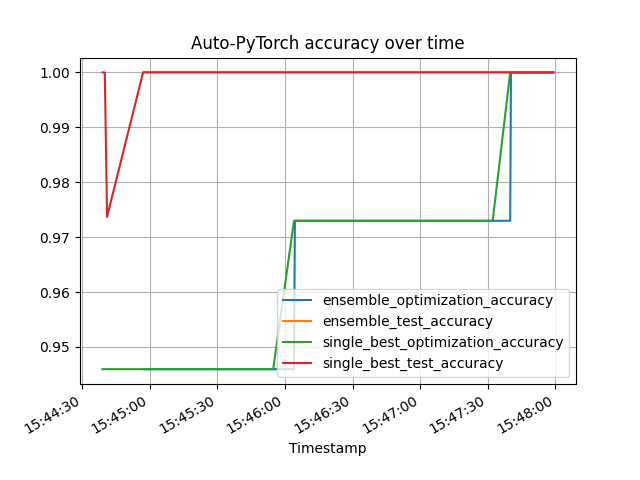 Auto-PyTorch accuracy over time
1.00
0.99
0.98
0.97
0.96
0.95
ensemble_optimization_accuracy
ensemble_test_accuracy
single_best_optimization_accuracy
single_best_test_accuracy
15:44:30
15:45:00
15:45:30
15:46:00
15:46:30
15:47:00
15:47:30
15:48:00
Timestamp